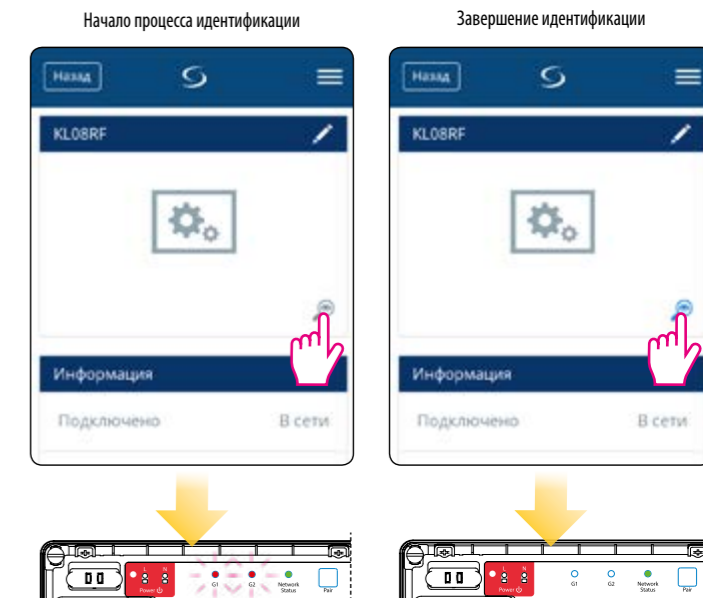 Начало процесса идентификации
Завершение идентификации
Назад
KL08RF
Информация
Подключено В сети
Назад
KL08RF
Информация
Подключено В сети
L N
Power
G1 G2 Network Status Pair
L N
Power
G1 G2 Network Status Pair